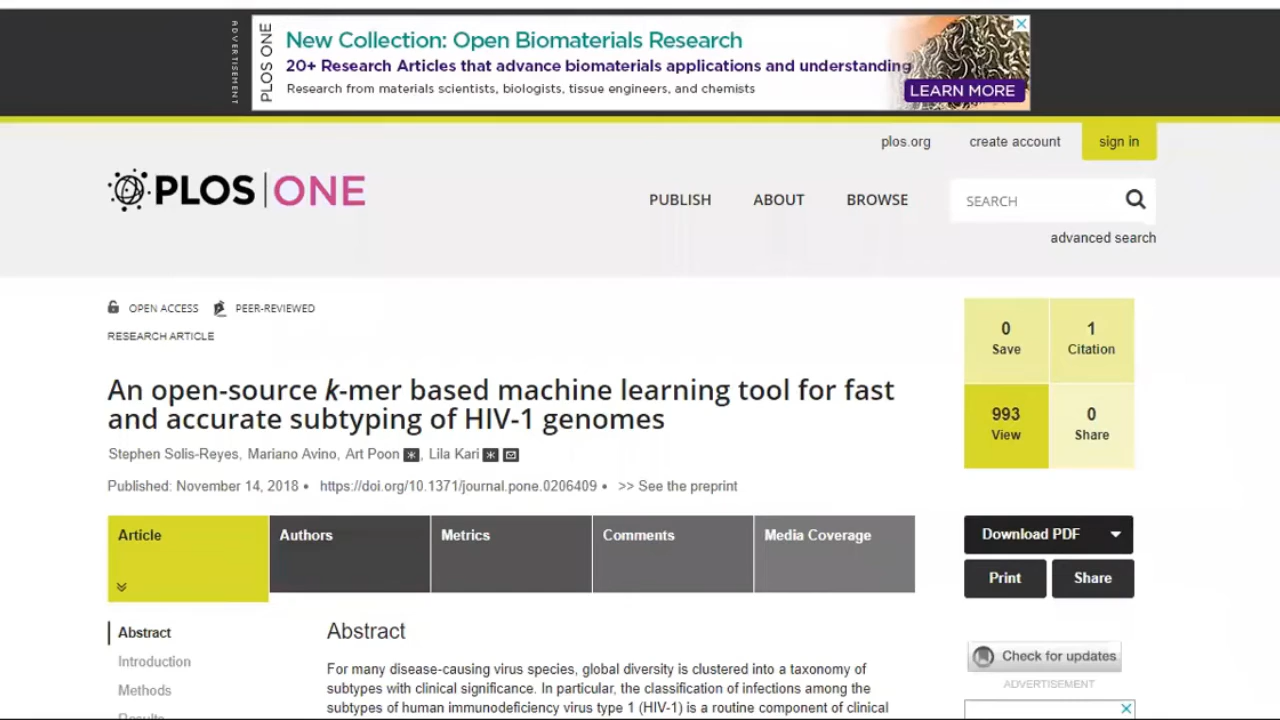 ADVERTISEMENT
PLOS ONE
New Collection: Open Biomaterials Research
20+ Research Articles that advance biomaterials applications and understanding
Research from materials scientists, biologists, tissue engineers, and chemists
LEARN MORE
plos.org
create account
sign in
PLOS ONE
PUBLISH
ABOUT
BROWSE
SEARCH
advanced search
OPEN ACCESS
PEER-REVIEWED
RESEARCH ARTICLE
An open-source k-mer based machine learning tool for fast
and accurate subtyping of HIV-1 genomes
Stephen Solis-Reyes, Mariano Avino, Art Poon, Lila Kari
Published: November 14, 2018 • https://doi.org/10.1371/journal.pone.0206409 • >> See the preprint
0
Save
1
Citation
993
View
0
Share
Article
Authors
Metrics
Comments
Media Coverage
Download PDF
Print
Share
Abstract
Introduction
Methods
Results
Abstract
For many disease-causing virus species, global diversity is clustered into a taxonomy of
subtypes with clinical significance. In particular, the classification of infections among the
subtypes of human immunodeficiency virus type 1 (HIV-1) is a routine component of clinical
Check for updates
ADVERTISEMENT